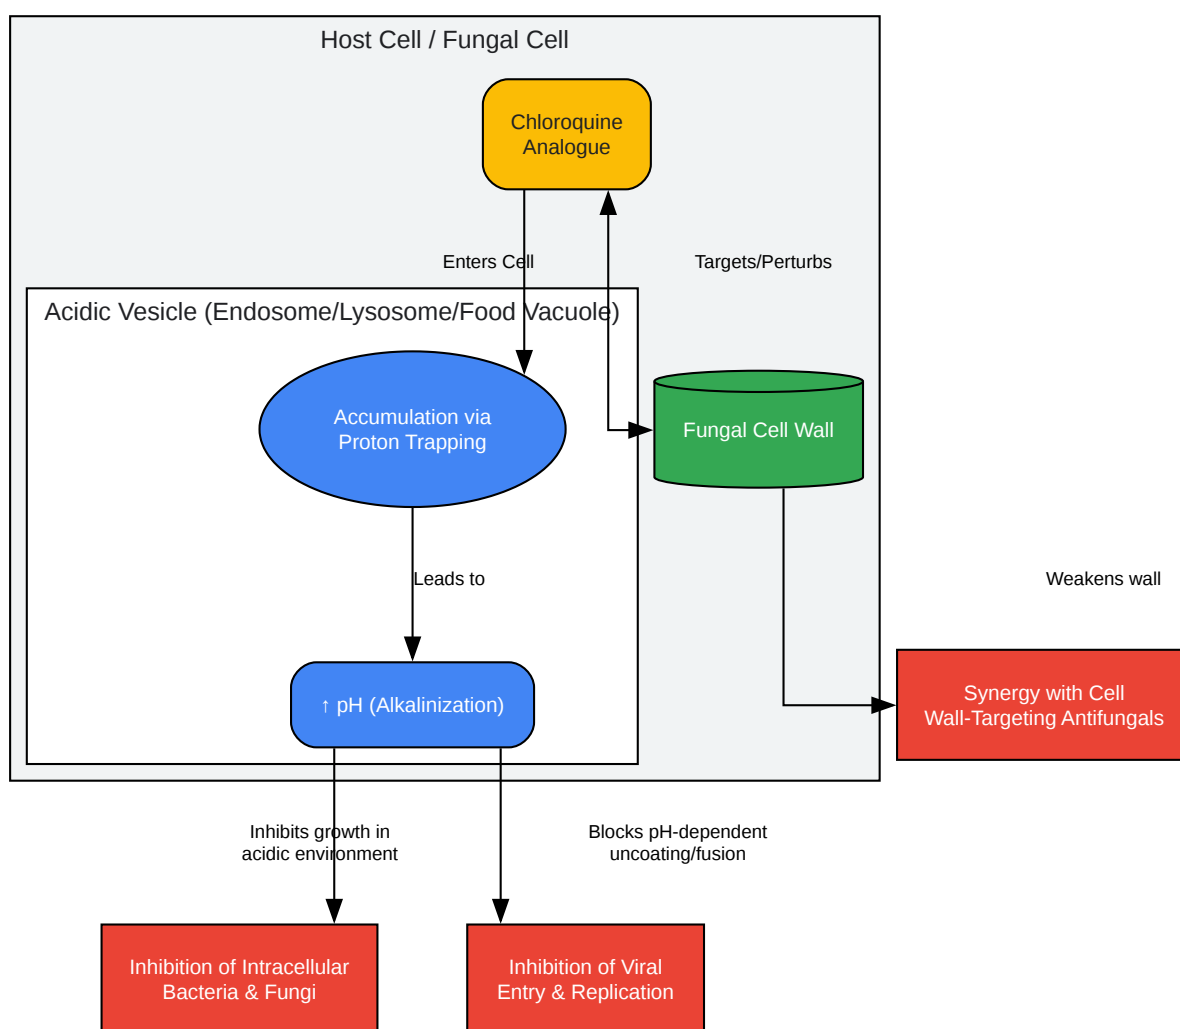 Host Cell / Fungal Cell
Chloroquine
Analogue
Enters Cell
Targets/Perturbs
Acidic Vesicle (Endosome/Lysosome/Food Vacuole)
Accumulation via
Proton Trapping
Fungal Cell Wall
Leads to
Weakens wall
↑ pH (Alkalinization)
Synergy with Cell
Wall-Targeting Antifungals
Inhibits growth in
acidic environment
Blocks pH-dependent
uncoating/fusion
Inhibition of Intracellular
Bacteria & Fungi
Inhibition of Viral
Entry & Replication